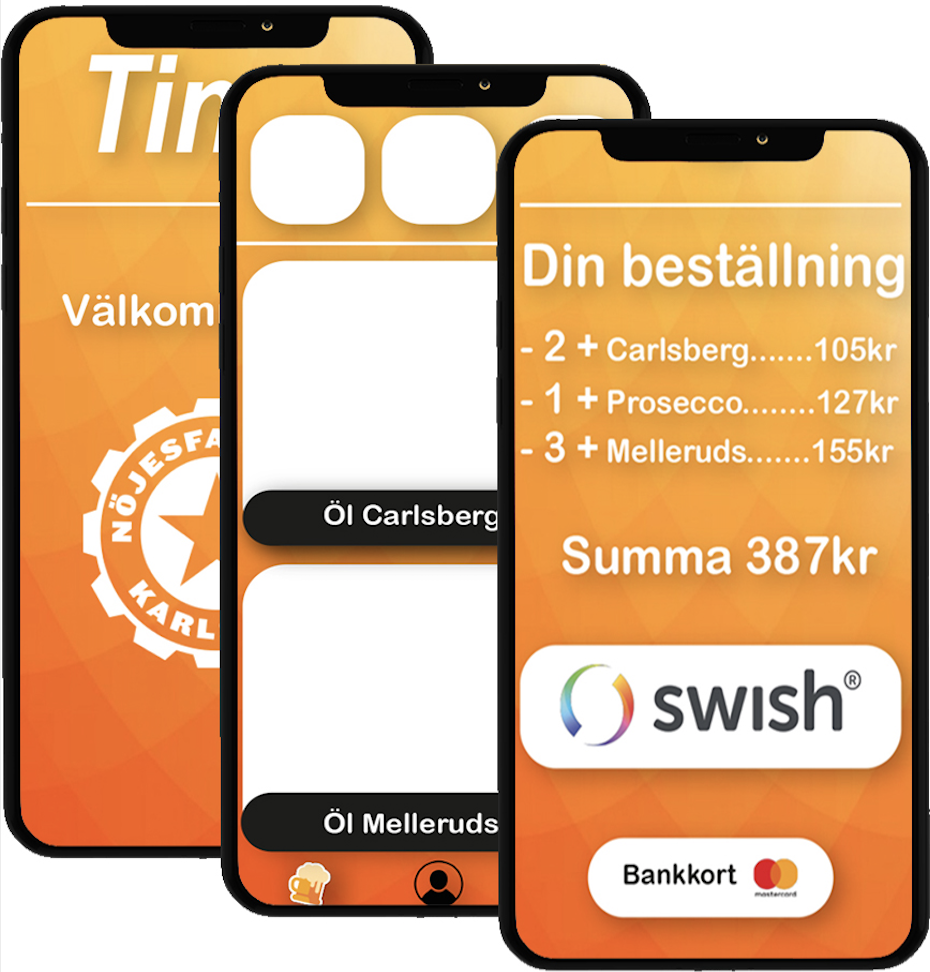 Tim
Välkom
NÖJESFA
KARL
Öl Carlsberg
Öl Melleruds
Din beställning
- 2 + Carlsberg.......105kr
- 1 + Prosecco........127kr
- 3 + Melleruds.......155kr
Summa 387kr
swish®
Bankkort
mastercard